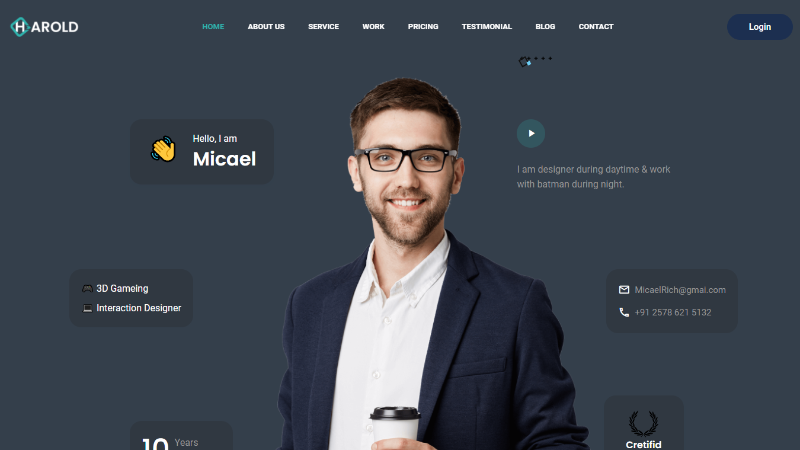 HAROLD
HOME ABOUT US SERVICE WORK PRICING TESTIMONIAL BLOG CONTACT
Login
Hello, I am
Micael
I am designer during daytime & work
with batman during night.
3D Gameing
Interaction Designer
MicaelRich@gmai.com
+91 2578 621 5132
10 Years
Cretifid